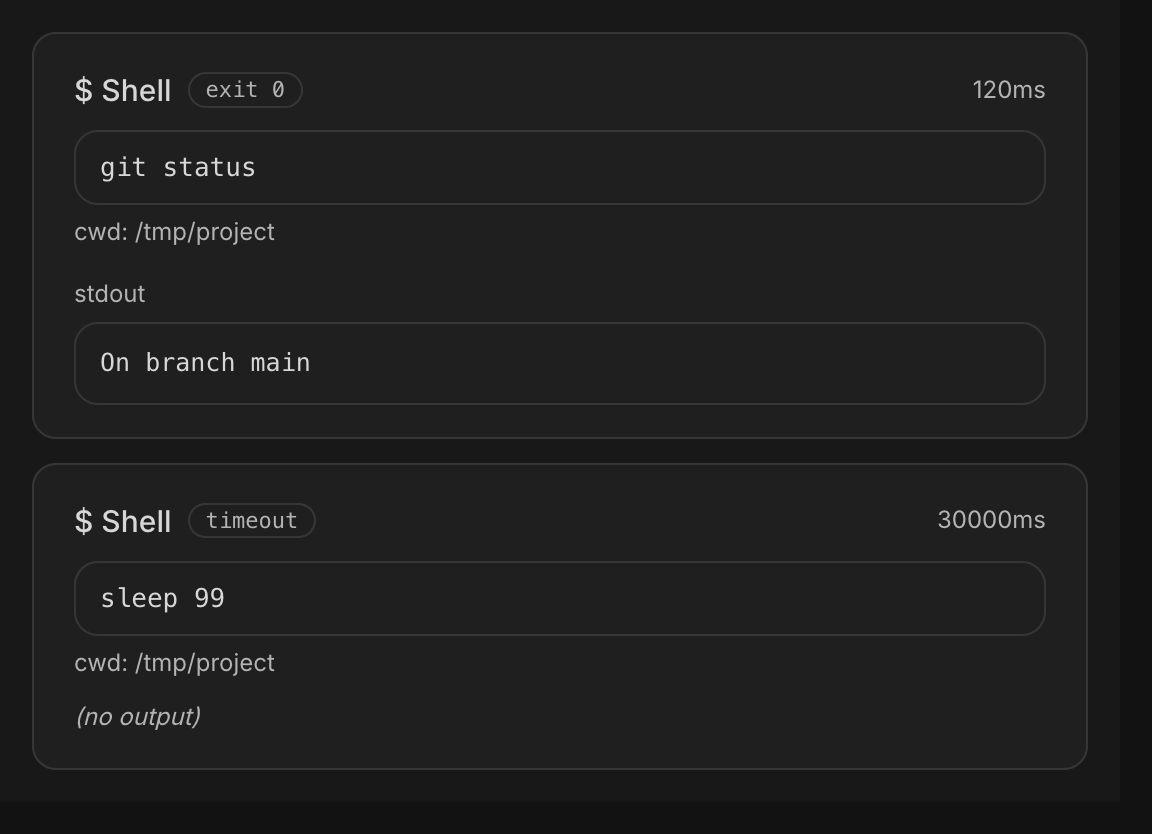 $ Shell exit 0 120ms
git status
cwd: /tmp/project
stdout
On branch main
$ Shell timeout 30000ms
sleep 99
cwd: /tmp/project
(no output)